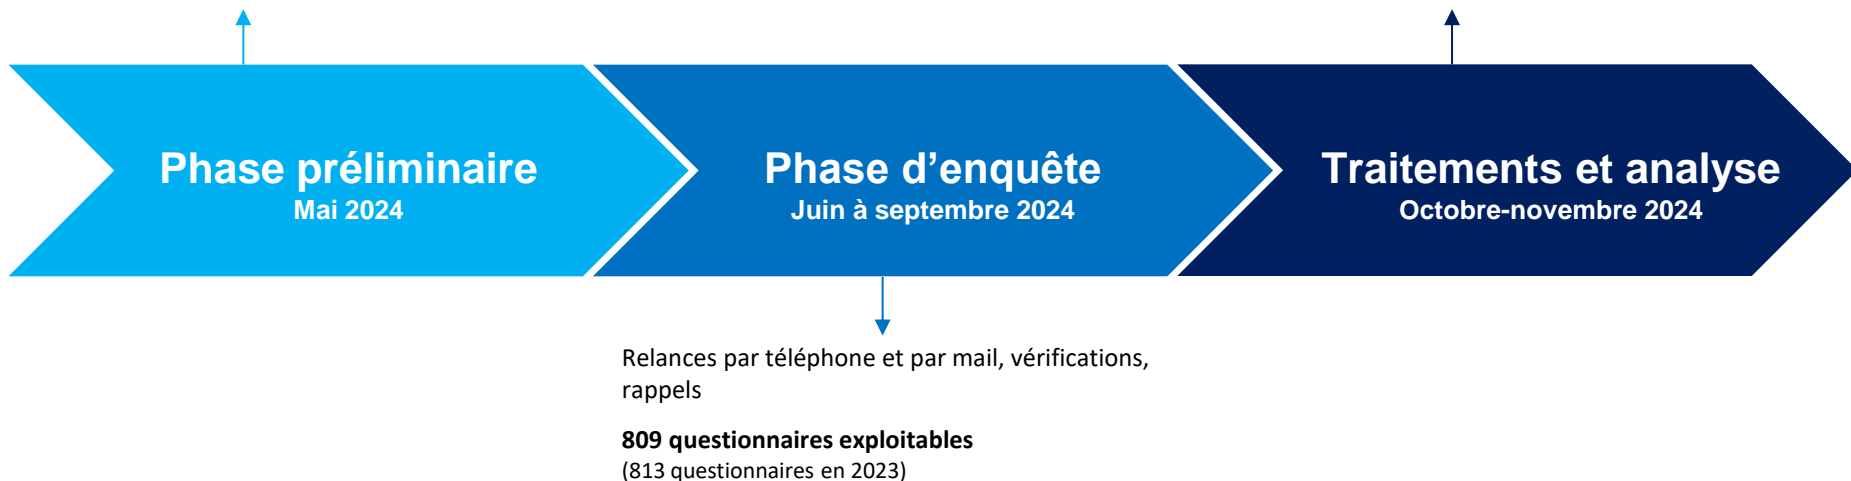 Phase préliminaire
Mai 2024
Phase d’enquête
Juin à septembre 2024
Traitements et analyse
Octobre-novembre 2024
Relances par téléphone et par mail, vérifications,
rappels
809 questionnaires exploitables
(813 questionnaires en 2023)